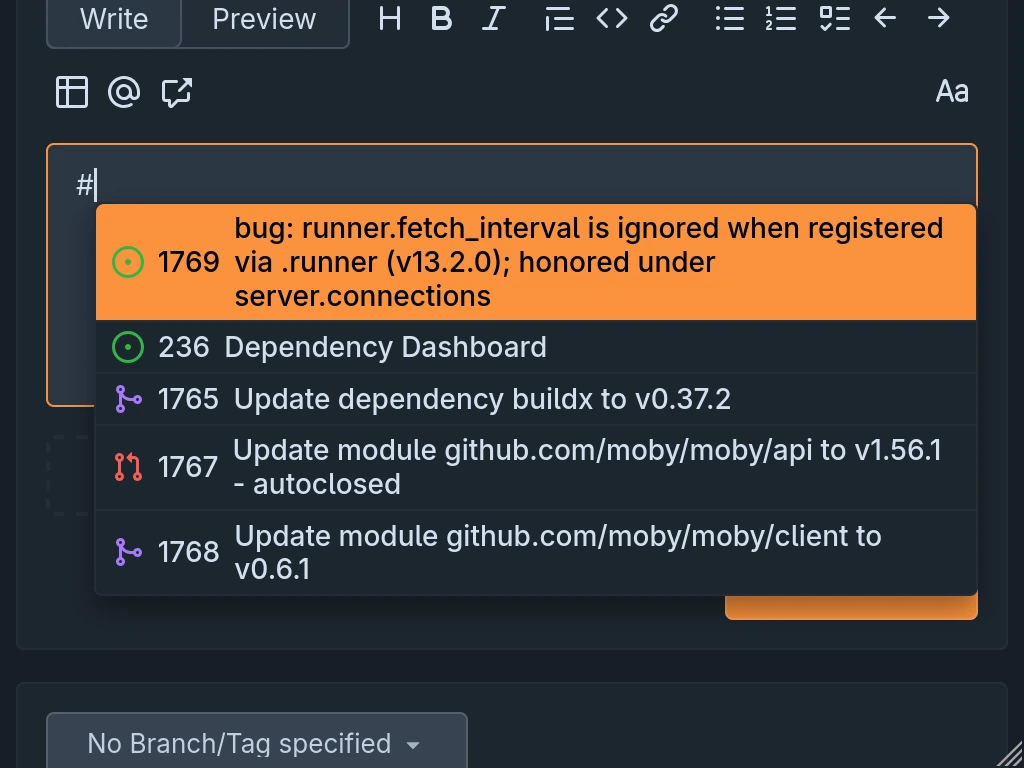 Write Preview H B I
@ Aa
#
1769 bug: runner.fetch_interval is ignored when registered
via .runner (v13.2.0); honored under
server.connections
236 Dependency Dashboard
1765 Update dependency buildx to v0.37.2
1767 Update module github.com/moby/moby/api to v1.56.1
- autoclosed
1768 Update module github.com/moby/moby/client to
v0.6.1
No Branch/Tag specified